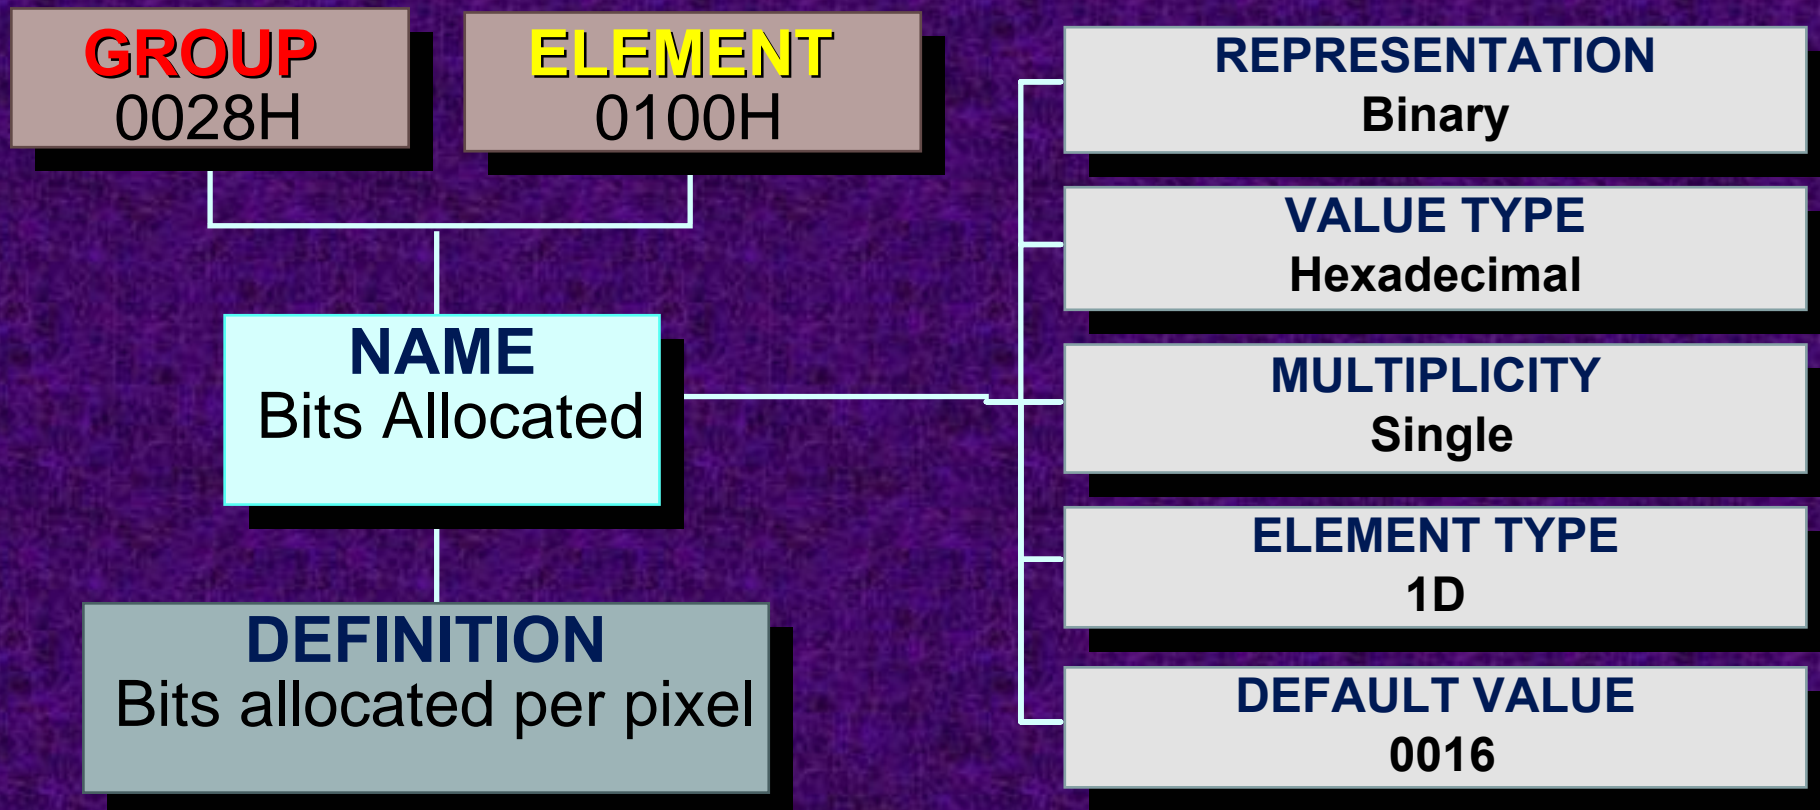 GROUP
0028H
ELEMENT
0100H
NAME
Bits Allocated
DEFINITION
Bits allocated per pixel
REPRESENTATION
Binary
VALUE TYPE
Hexadecimal
MULTIPLICITY
Single
ELEMENT TYPE
1D
DEFAULT VALUE
0016